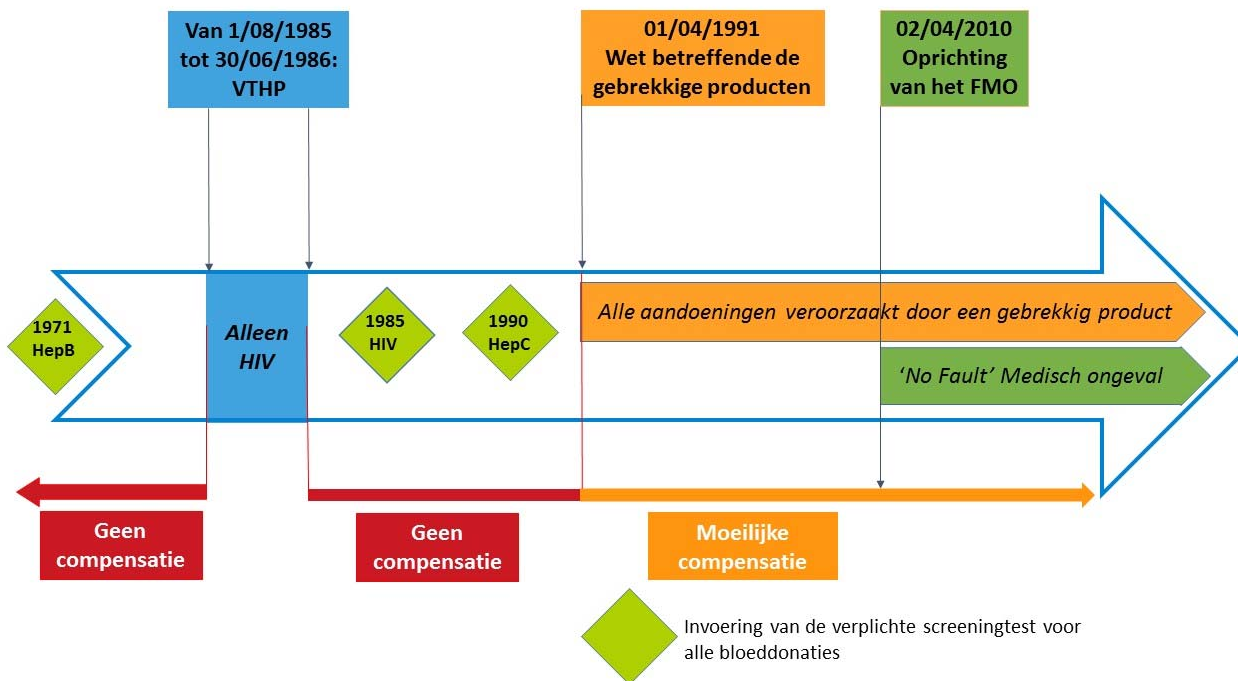 Van 1/08/1985
tot 30/06/1986:
VTHP
01/04/1991
Wet betreffende de
gebrekkige producten
02/04/2010
Oprichting
van het FMO
1971
HepB
Alleen
HIV
1985
HIV
1990
HepC
Alle aandoeningen veroorzaakt door een gebrekkig product
‘No Fault’ Medisch ongeval
Geen
compensatie
Geen
compensatie
Moeilijke
compensatie
Invoering van de verplichte screeningtest voor
alle bloeddonaties